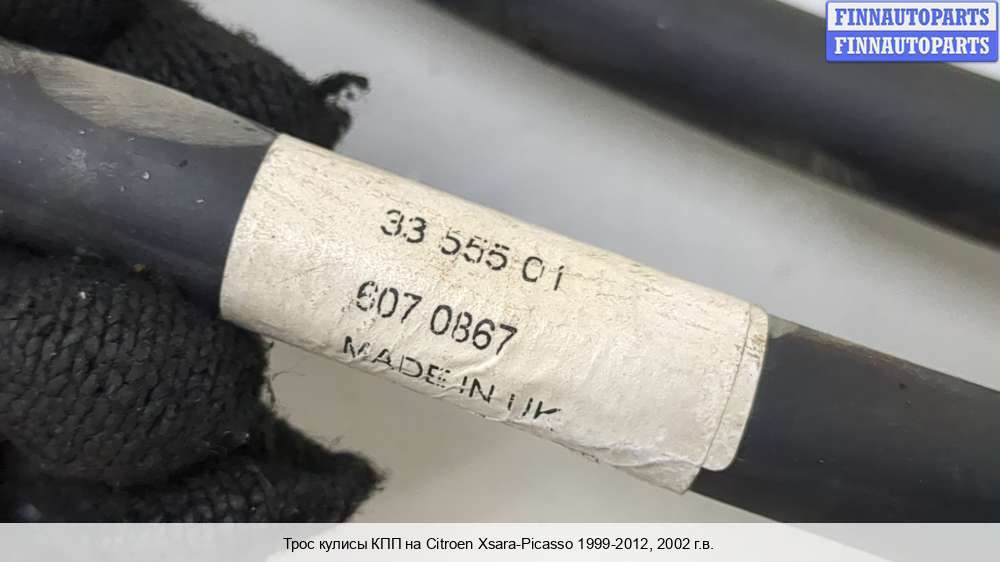 FINNAUTOPARTS
FINNAUTOPARTS
33 555 01
607 0867
MADE IN UK
Трос кулисы КПП на Citroen Xsara-Picasso 1999-2012, 2002 г.в.